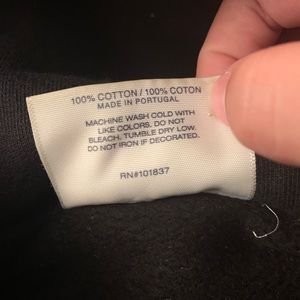 100% COTTON / 100% COTON
MADE IN PORTUGAL
MACHINE WASH COLD WITH
LIKE COLORS. DO NOT
BLEACH. TUMBLE DRY LOW.
DO NOT IRON IF DECORATED.
RN#101837